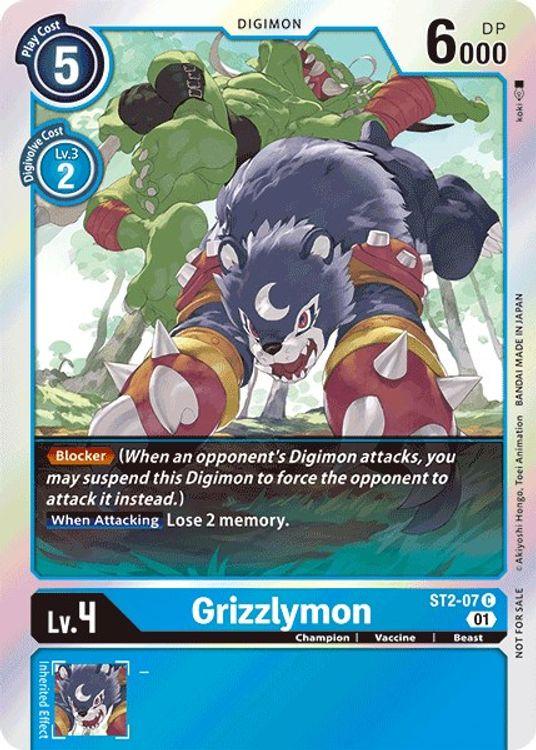 Play Cost
5
DIGIMON
DP
6000
Digivolve Cost
Lv.3
2
koki
Blocker (When an opponent's Digimon attacks, you
may suspend this Digimon to force the opponent to
attack it instead.)
When Attacking Lose 2 memory.
©Akiyoshi Hongo, Toei Animation BANDAI MADE IN JAPAN
NOT FOR SALE
Lv.4
Grizzlymon
ST2-07 C
01
Champion | Vaccine | Beast
Inherited Effect
–